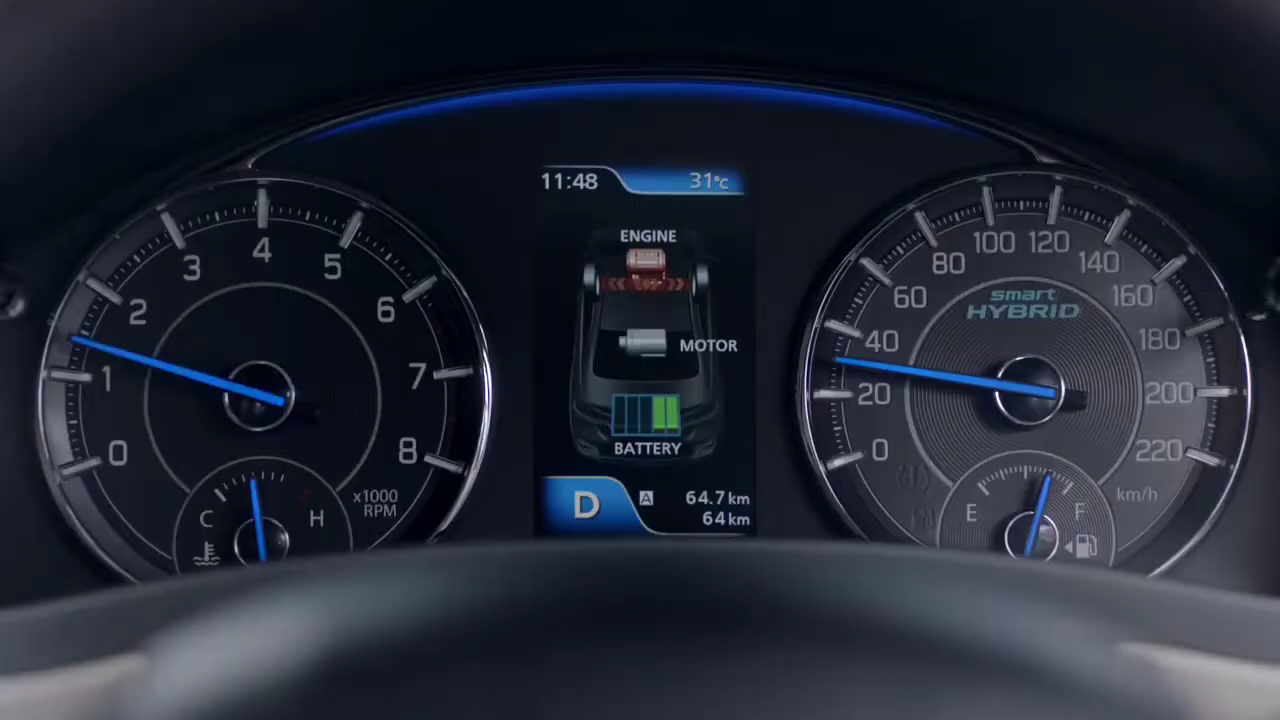 11:48 31°C
ENGINE
MOTOR
BATTERY
D A 64.7 km
64 km
0
1
2
3
4
5
6
7
8
x1000
RPM
C H
0
20
40
60
80
100
120
140
160
180
200
220
km/h
smart
HYBRID
E F